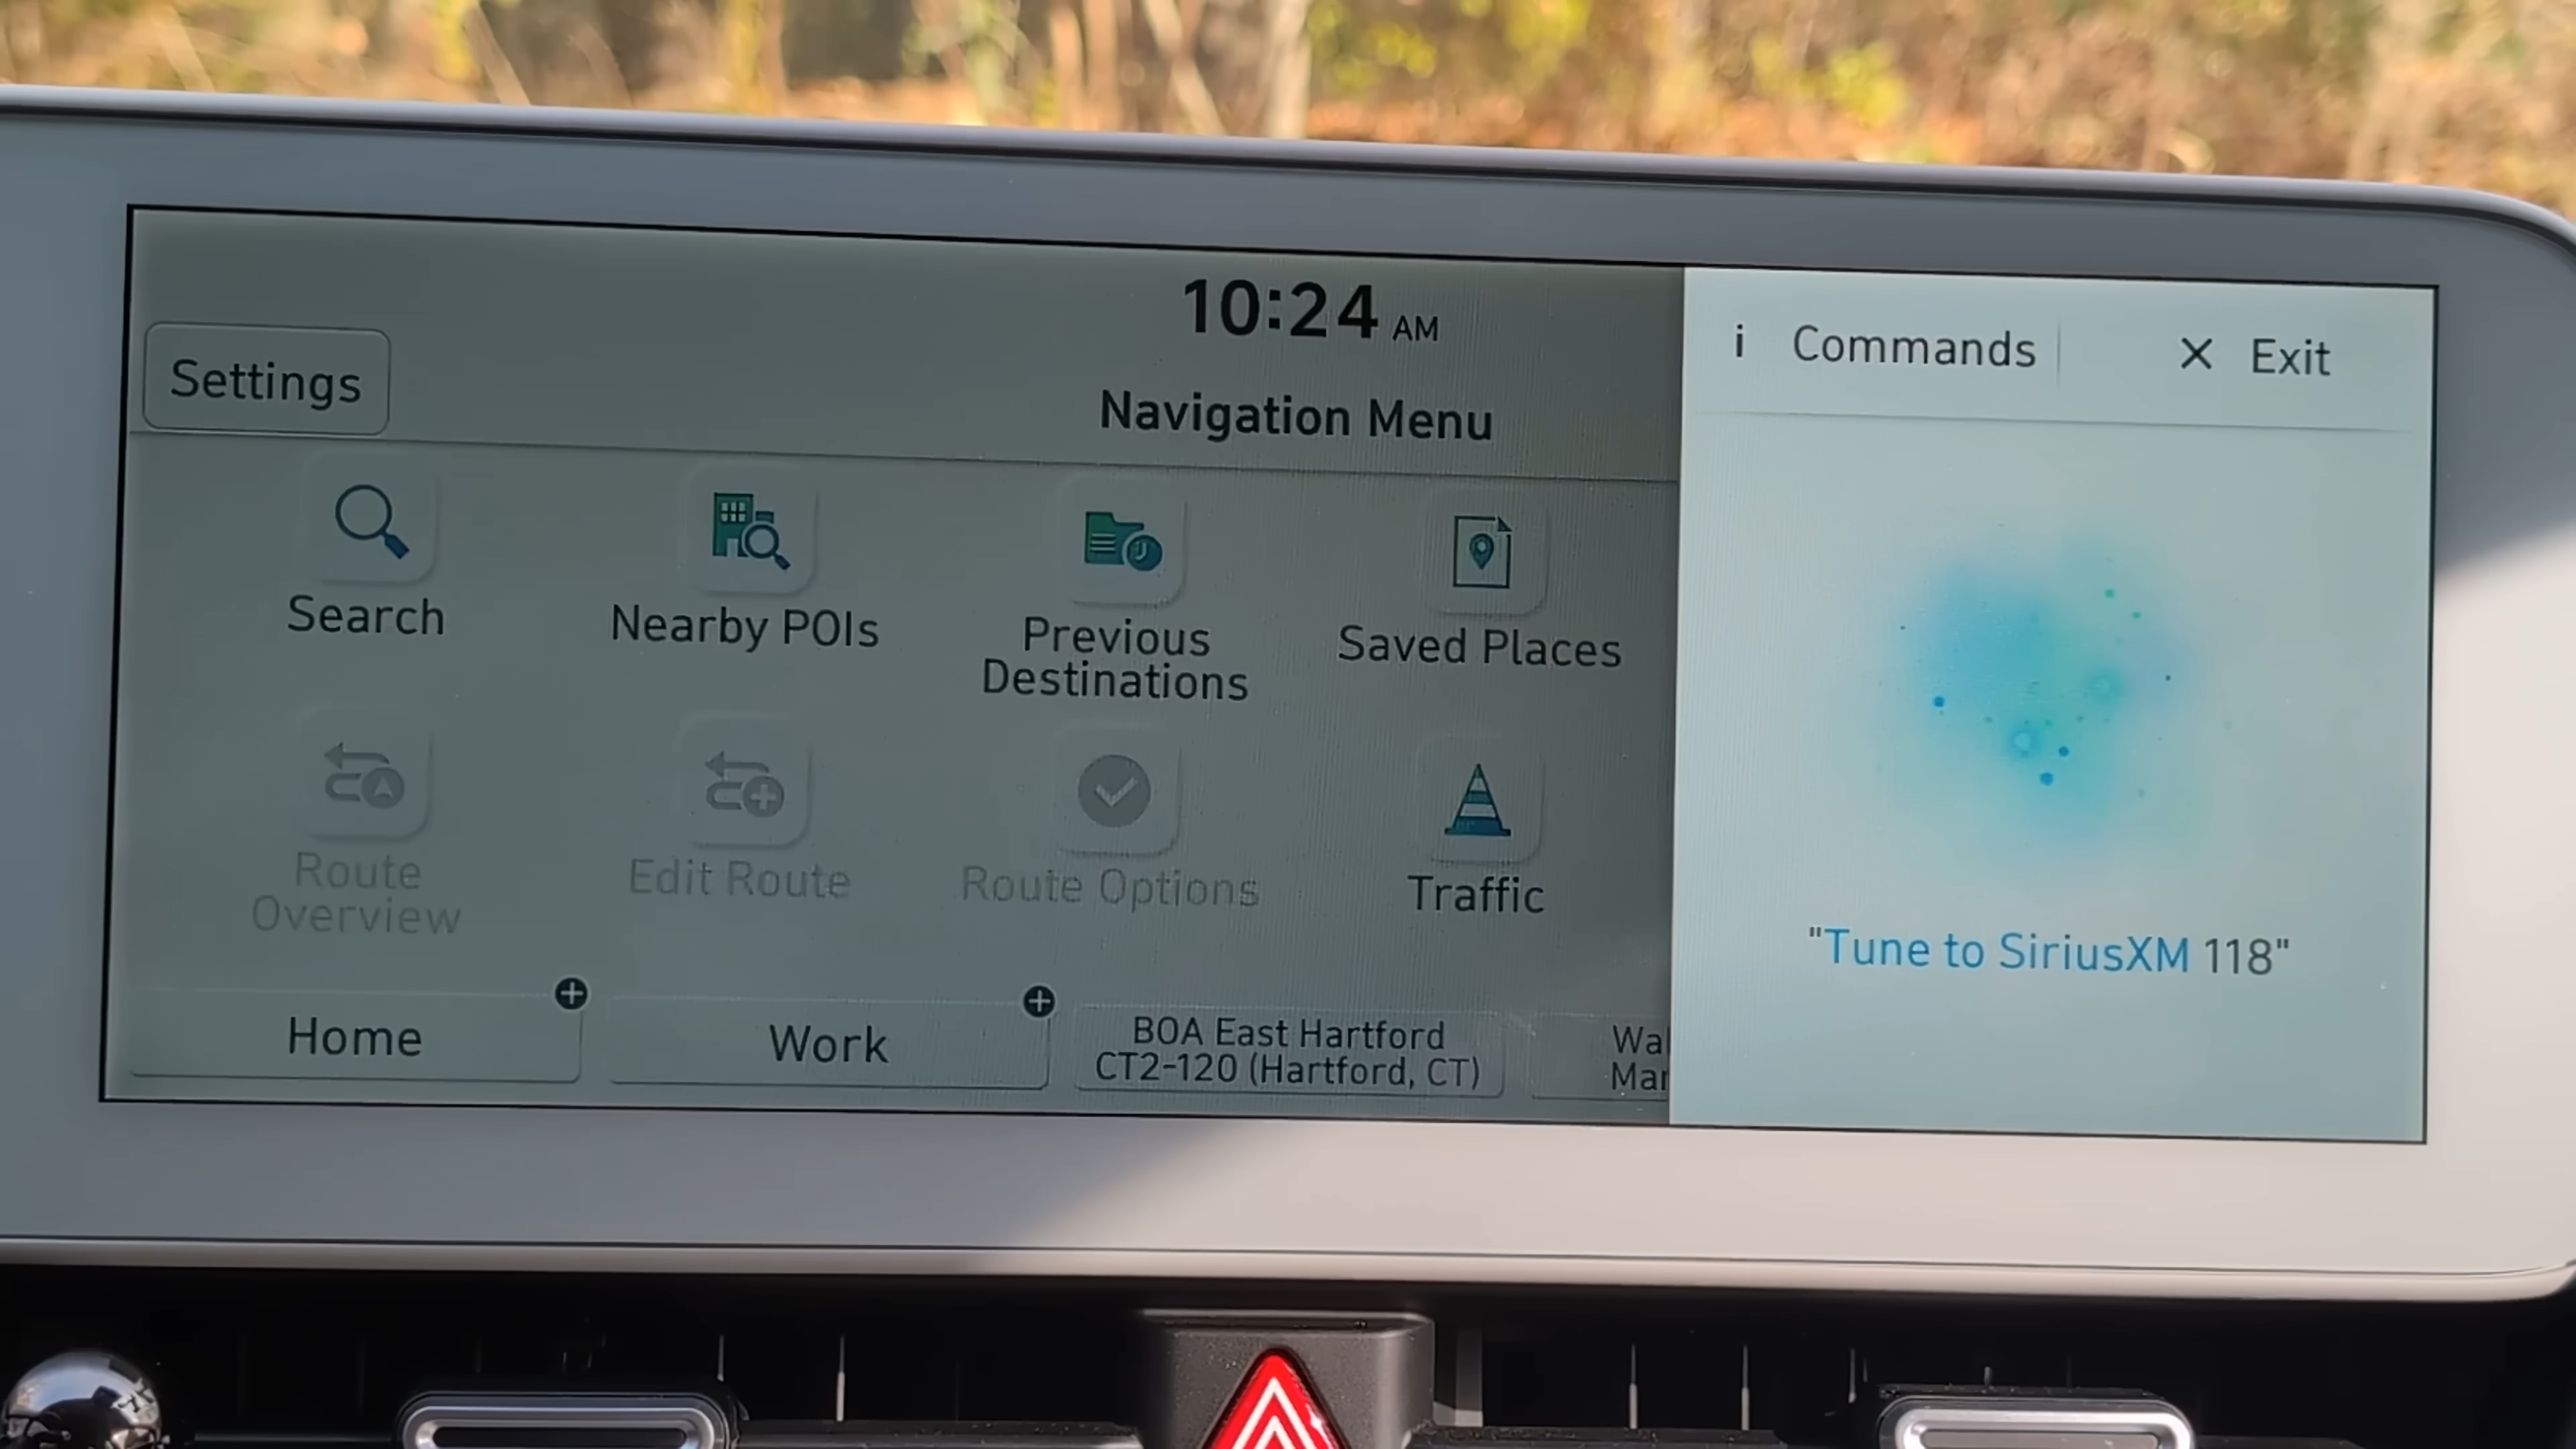 10:24 AM
Settings
Navigation Menu
i Commands
Exit
Search
Nearby POIs
Previous
Destinations
Saved Places
Route
Overview
Edit Route
Route Options
Traffic
"Tune to SiriusXM 118"
Home
Work
BOA East Hartford
CT2-120 (Hartford, CT)